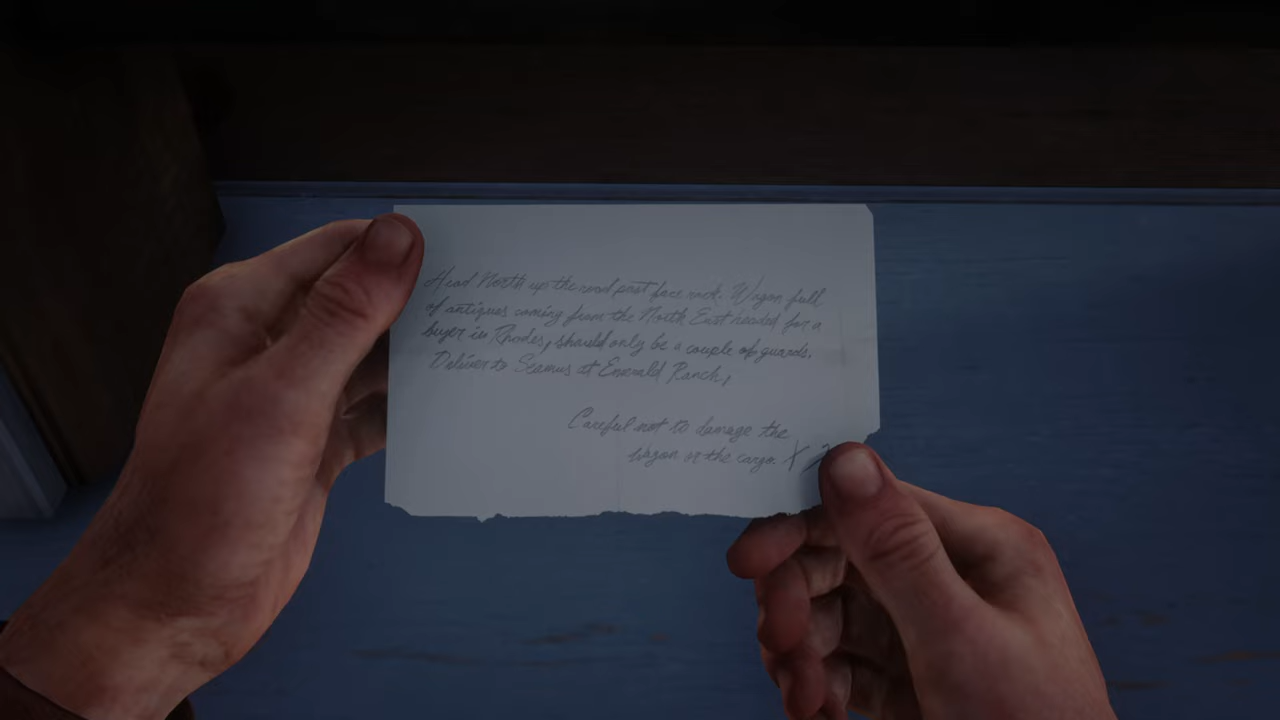 Head North up the road past face rock. Wagon full
of antiques coming from the North East headed for a
buyer in Rhodes, should only be a couple of guards.
Deliver to Seamus at Emerald Ranch,
Careful not to damage the
Wagon or the cargo. X